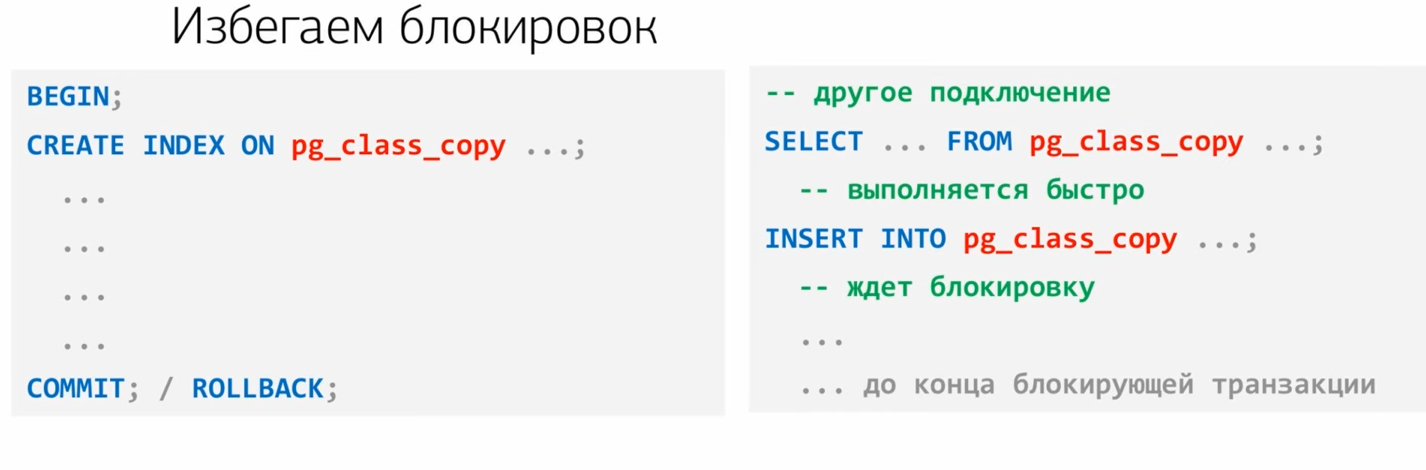 Избегаем блокировок
BEGIN;
CREATE INDEX ON pg_class_copy ...;
...
...
...
...
COMMIT; / ROLLBACK;
-- другое подключение
SELECT ... FROM pg_class_copy ...;
-- выполняется быстро
INSERT INTO pg_class_copy ...;
-- ждет блокировку
...
... до конца блокирующей транзакции